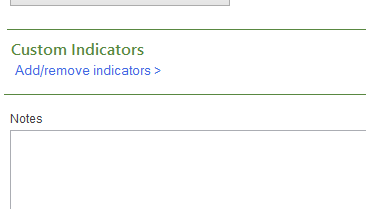 Custom Indicators
Add/remove indicators >
Notes